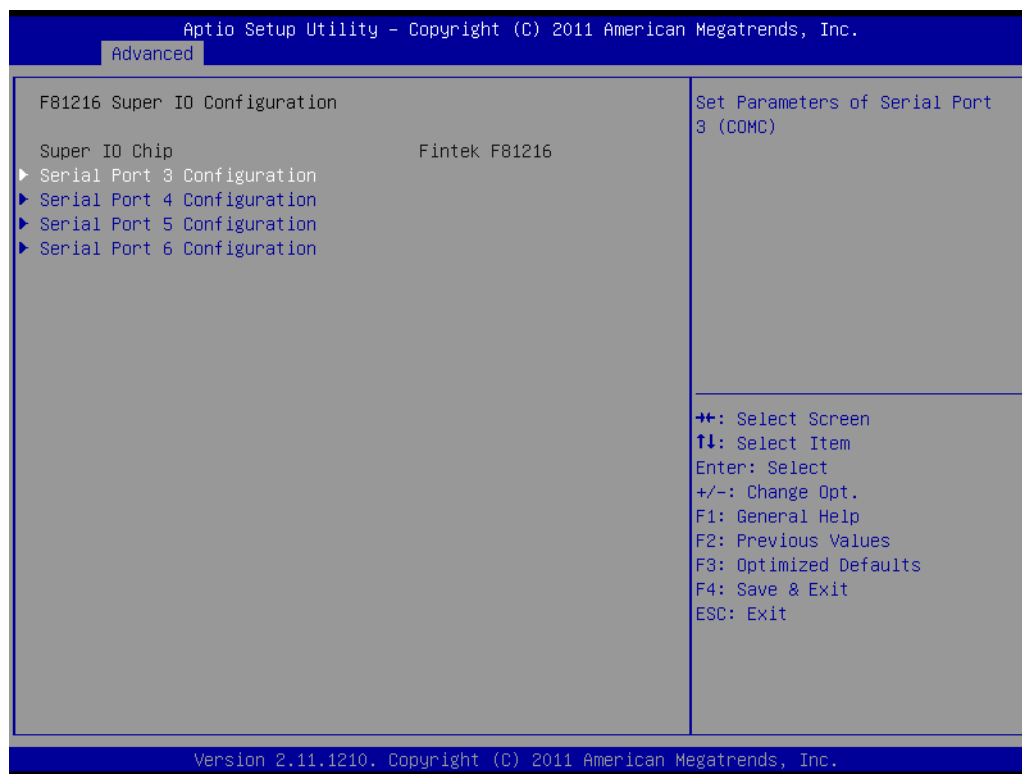 Aptio Setup Utility – Copyright (C) 2011 American Megatrends, Inc.
Advanced
F81216 Super IO Configuration
Super IO Chip Fintek F81216
▶ Serial Port 3 Configuration
▶ Serial Port 4 Configuration
▶ Serial Port 5 Configuration
▶ Serial Port 6 Configuration
Set Parameters of Serial Port
3 (COMC)
→←: Select Screen
↑↓: Select Item
Enter: Select
+/-: Change Opt.
F1: General Help
F2: Previous Values
F3: Optimized Defaults
F4: Save & Exit
ESC: Exit
Version 2.11.1210. Copyright (C) 2011 American Megatrends, Inc.